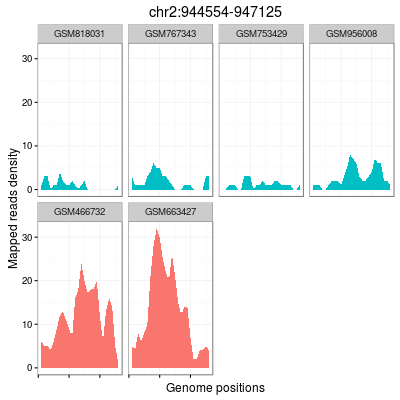 chr2:944554-947125
GSM818031 GSM767343 GSM753429 GSM956008
30
20
10
0
Mapped reads density
GSM466732 GSM663427
30
20
10
0
Genome positions